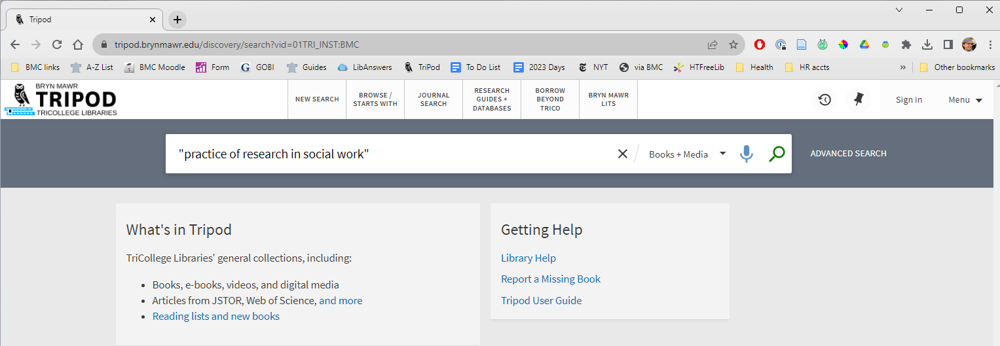 Tripod
tripod.brynmawr.edu/discovery/search?vid=01TRI_INST:BMC
BMC links A-Z List BMC Moodle Form GOBI Guides LibAnswers TriPod To Do List 2023 Days NYT via BMC HTFreeLib Health HR accts » Other bookmarks
BRYN MAWR
TRIPOD
TRICOLLEGE LIBRARIES
NEW SEARCH
BROWSE /
STARTS WITH
JOURNAL
SEARCH
RESEARCH
GUIDES +
DATABASES
BORROW
BEYOND
TRICO
BRYN MAWR
LITS
Sign in
Menu
"practice of research in social work"
Books + Media
ADVANCED SEARCH
What's in Tripod
TriCollege Libraries' general collections, including:
• Books, e-books, videos, and digital media
• Articles from JSTOR, Web of Science, and more
• Reading lists and new books
Getting Help
Library Help
Report a Missing Book
Tripod User Guide